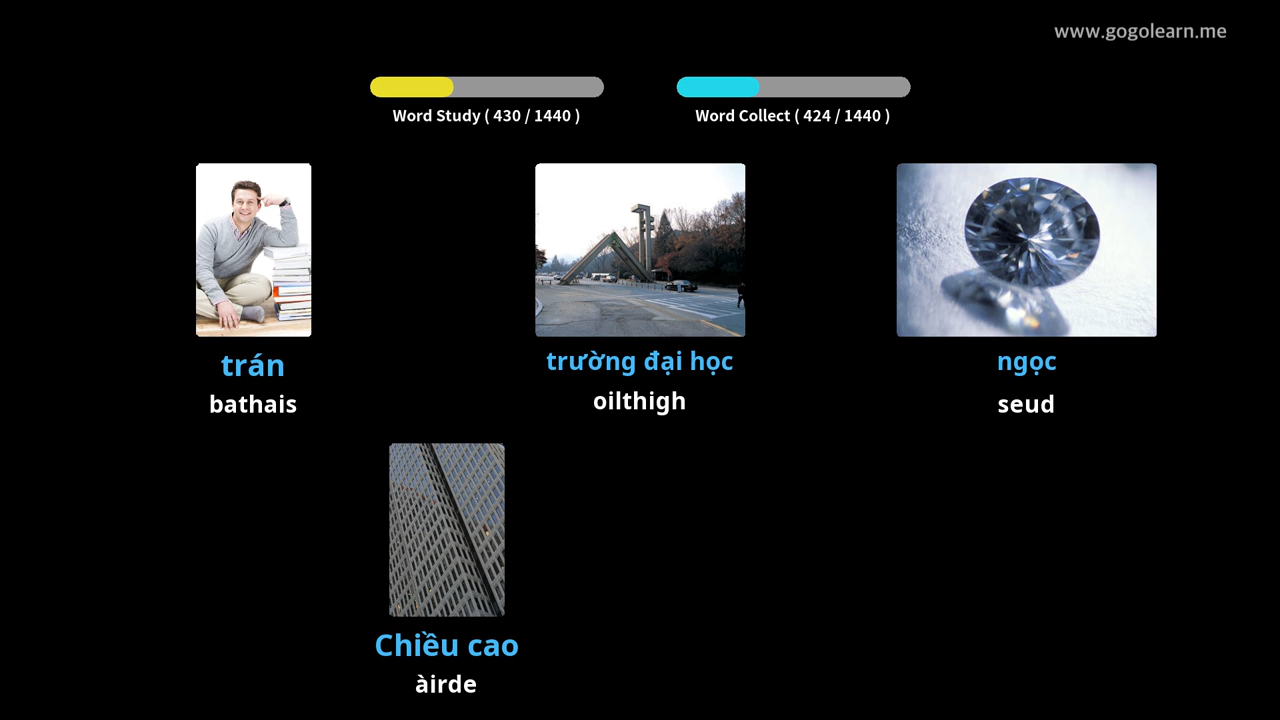 www.gogolearn.me
Word Study ( 430 / 1440 )
Word Collect ( 424 / 1440 )
trán
bathais
trường đại học
oilthigh
ngọc
seud
Chiều cao
àirde